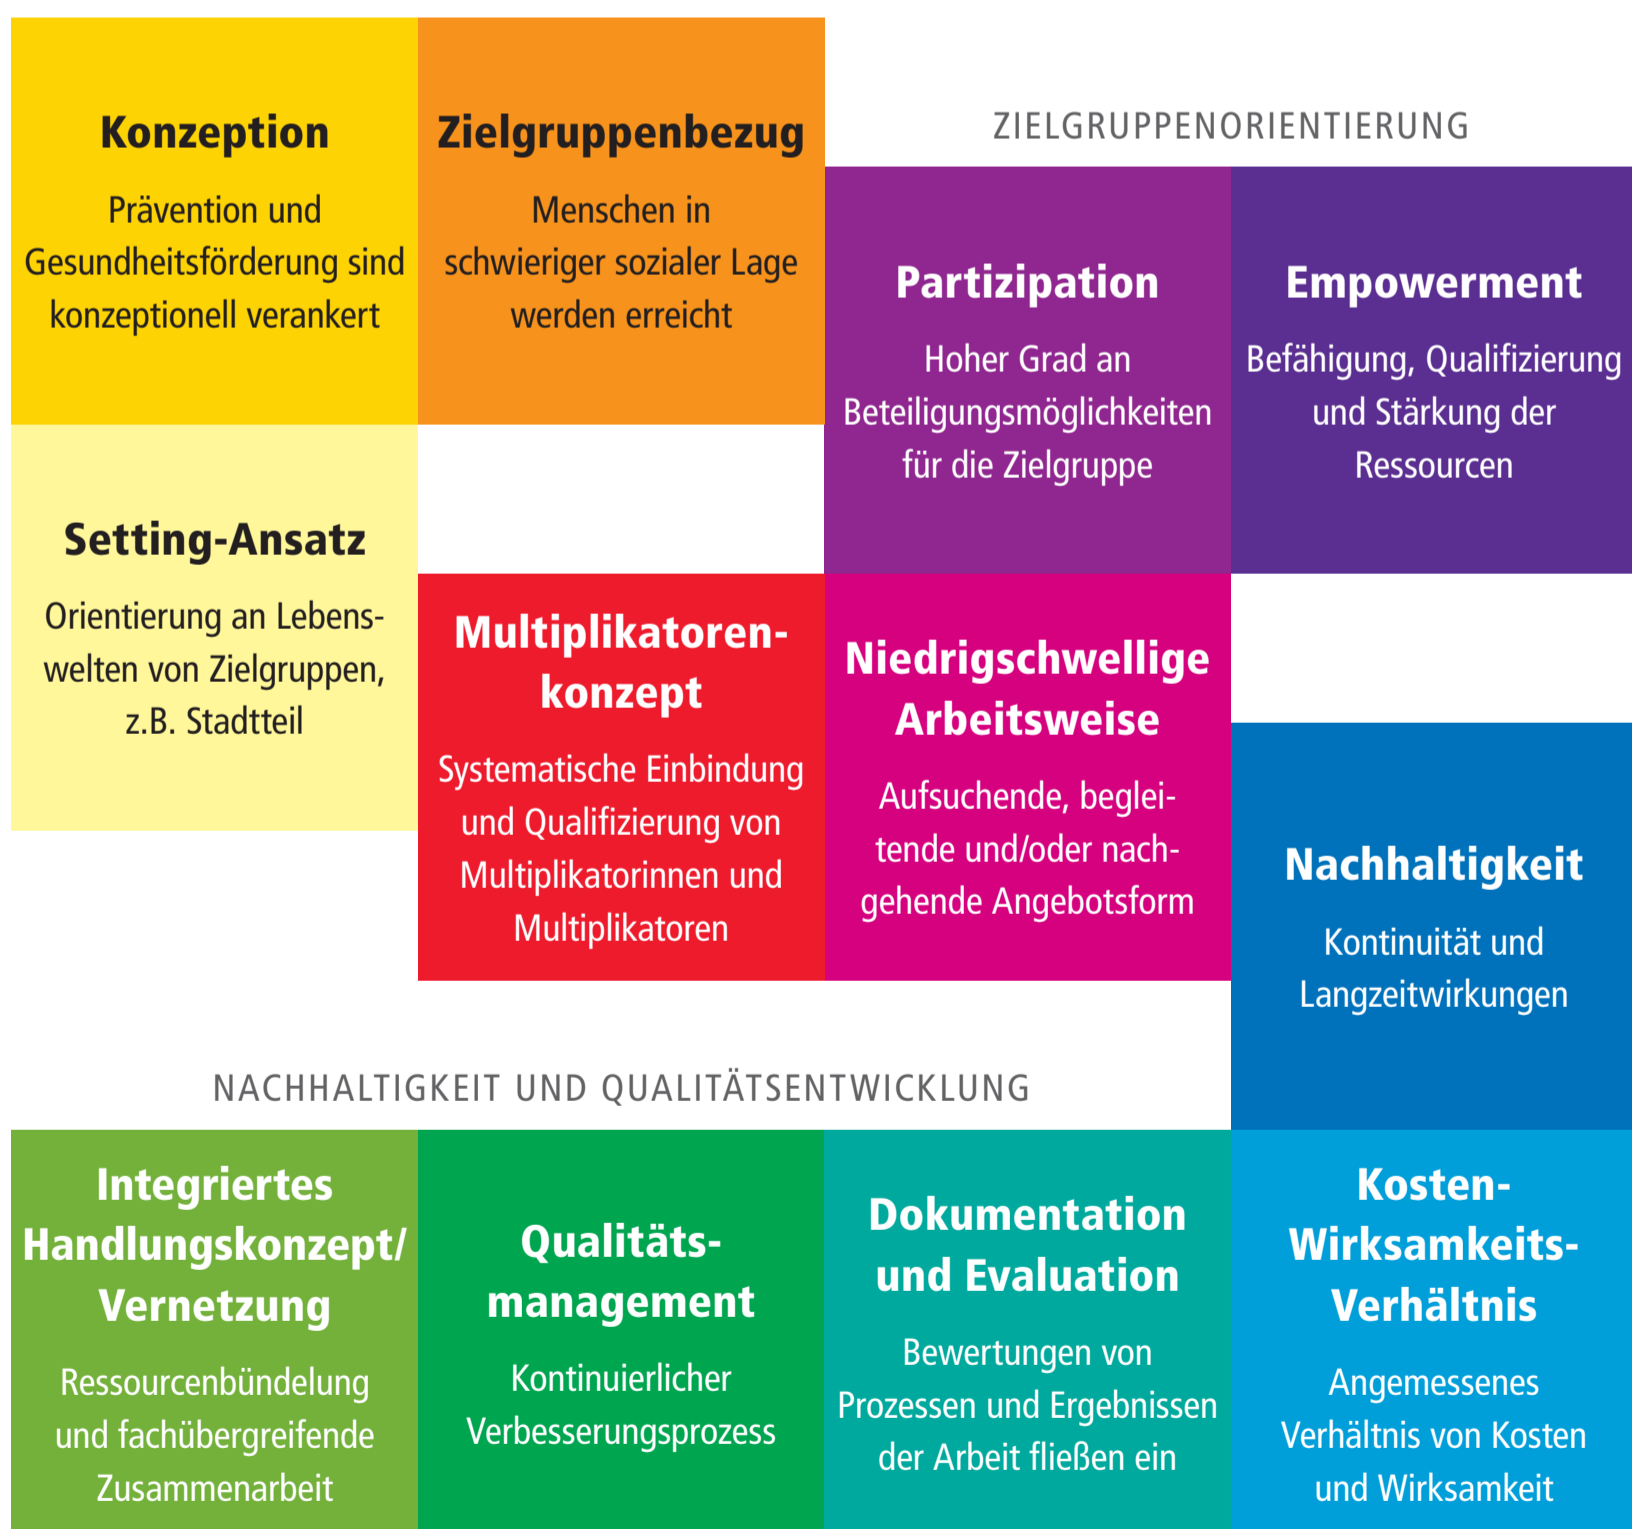 Konzeption
Prävention und
Gesundheitsförderung sind
konzeptionell verankert
Zielgruppenbezug
Menschen in
schwieriger sozialer Lage
werden erreicht
ZIELGRUPPENORIENTIERUNG
Partizipation
Hoher Grad an
Beteiligungsmöglichkeiten
für die Zielgruppe
Empowerment
Befähigung, Qualifizierung
und Stärkung der
Ressourcen
Setting-Ansatz
Orientierung an Lebens-
welten von Zielgruppen,
z.B. Stadtteil
Multiplikatoren-
konzept
Systematische Einbindung
und Qualifizierung von
Multiplikatorinnen und
Multiplikatoren
Niedrigschwellige
Arbeitsweise
Aufsuchende, beglei-
tende und/oder nach-
gehende Angebotsform
Nachhaltigkeit
Kontinuität und
Langzeitwirkungen
NACHHALTIGKEIT UND QUALITÄTSENTWICKLUNG
Integriertes
Handlungskonzept/
Vernetzung
Ressourcenbündelung
und fachübergreifende
Zusammenarbeit
Qualitäts-
management
Kontinuierlicher
Verbesserungsprozess
Dokumentation
und Evaluation
Bewertungen von
Prozessen und Ergebnissen
der Arbeit fließen ein
Kosten-
Wirksamkeits-
Verhältnis
Angemessenes
Verhältnis von Kosten
und Wirksamkeit